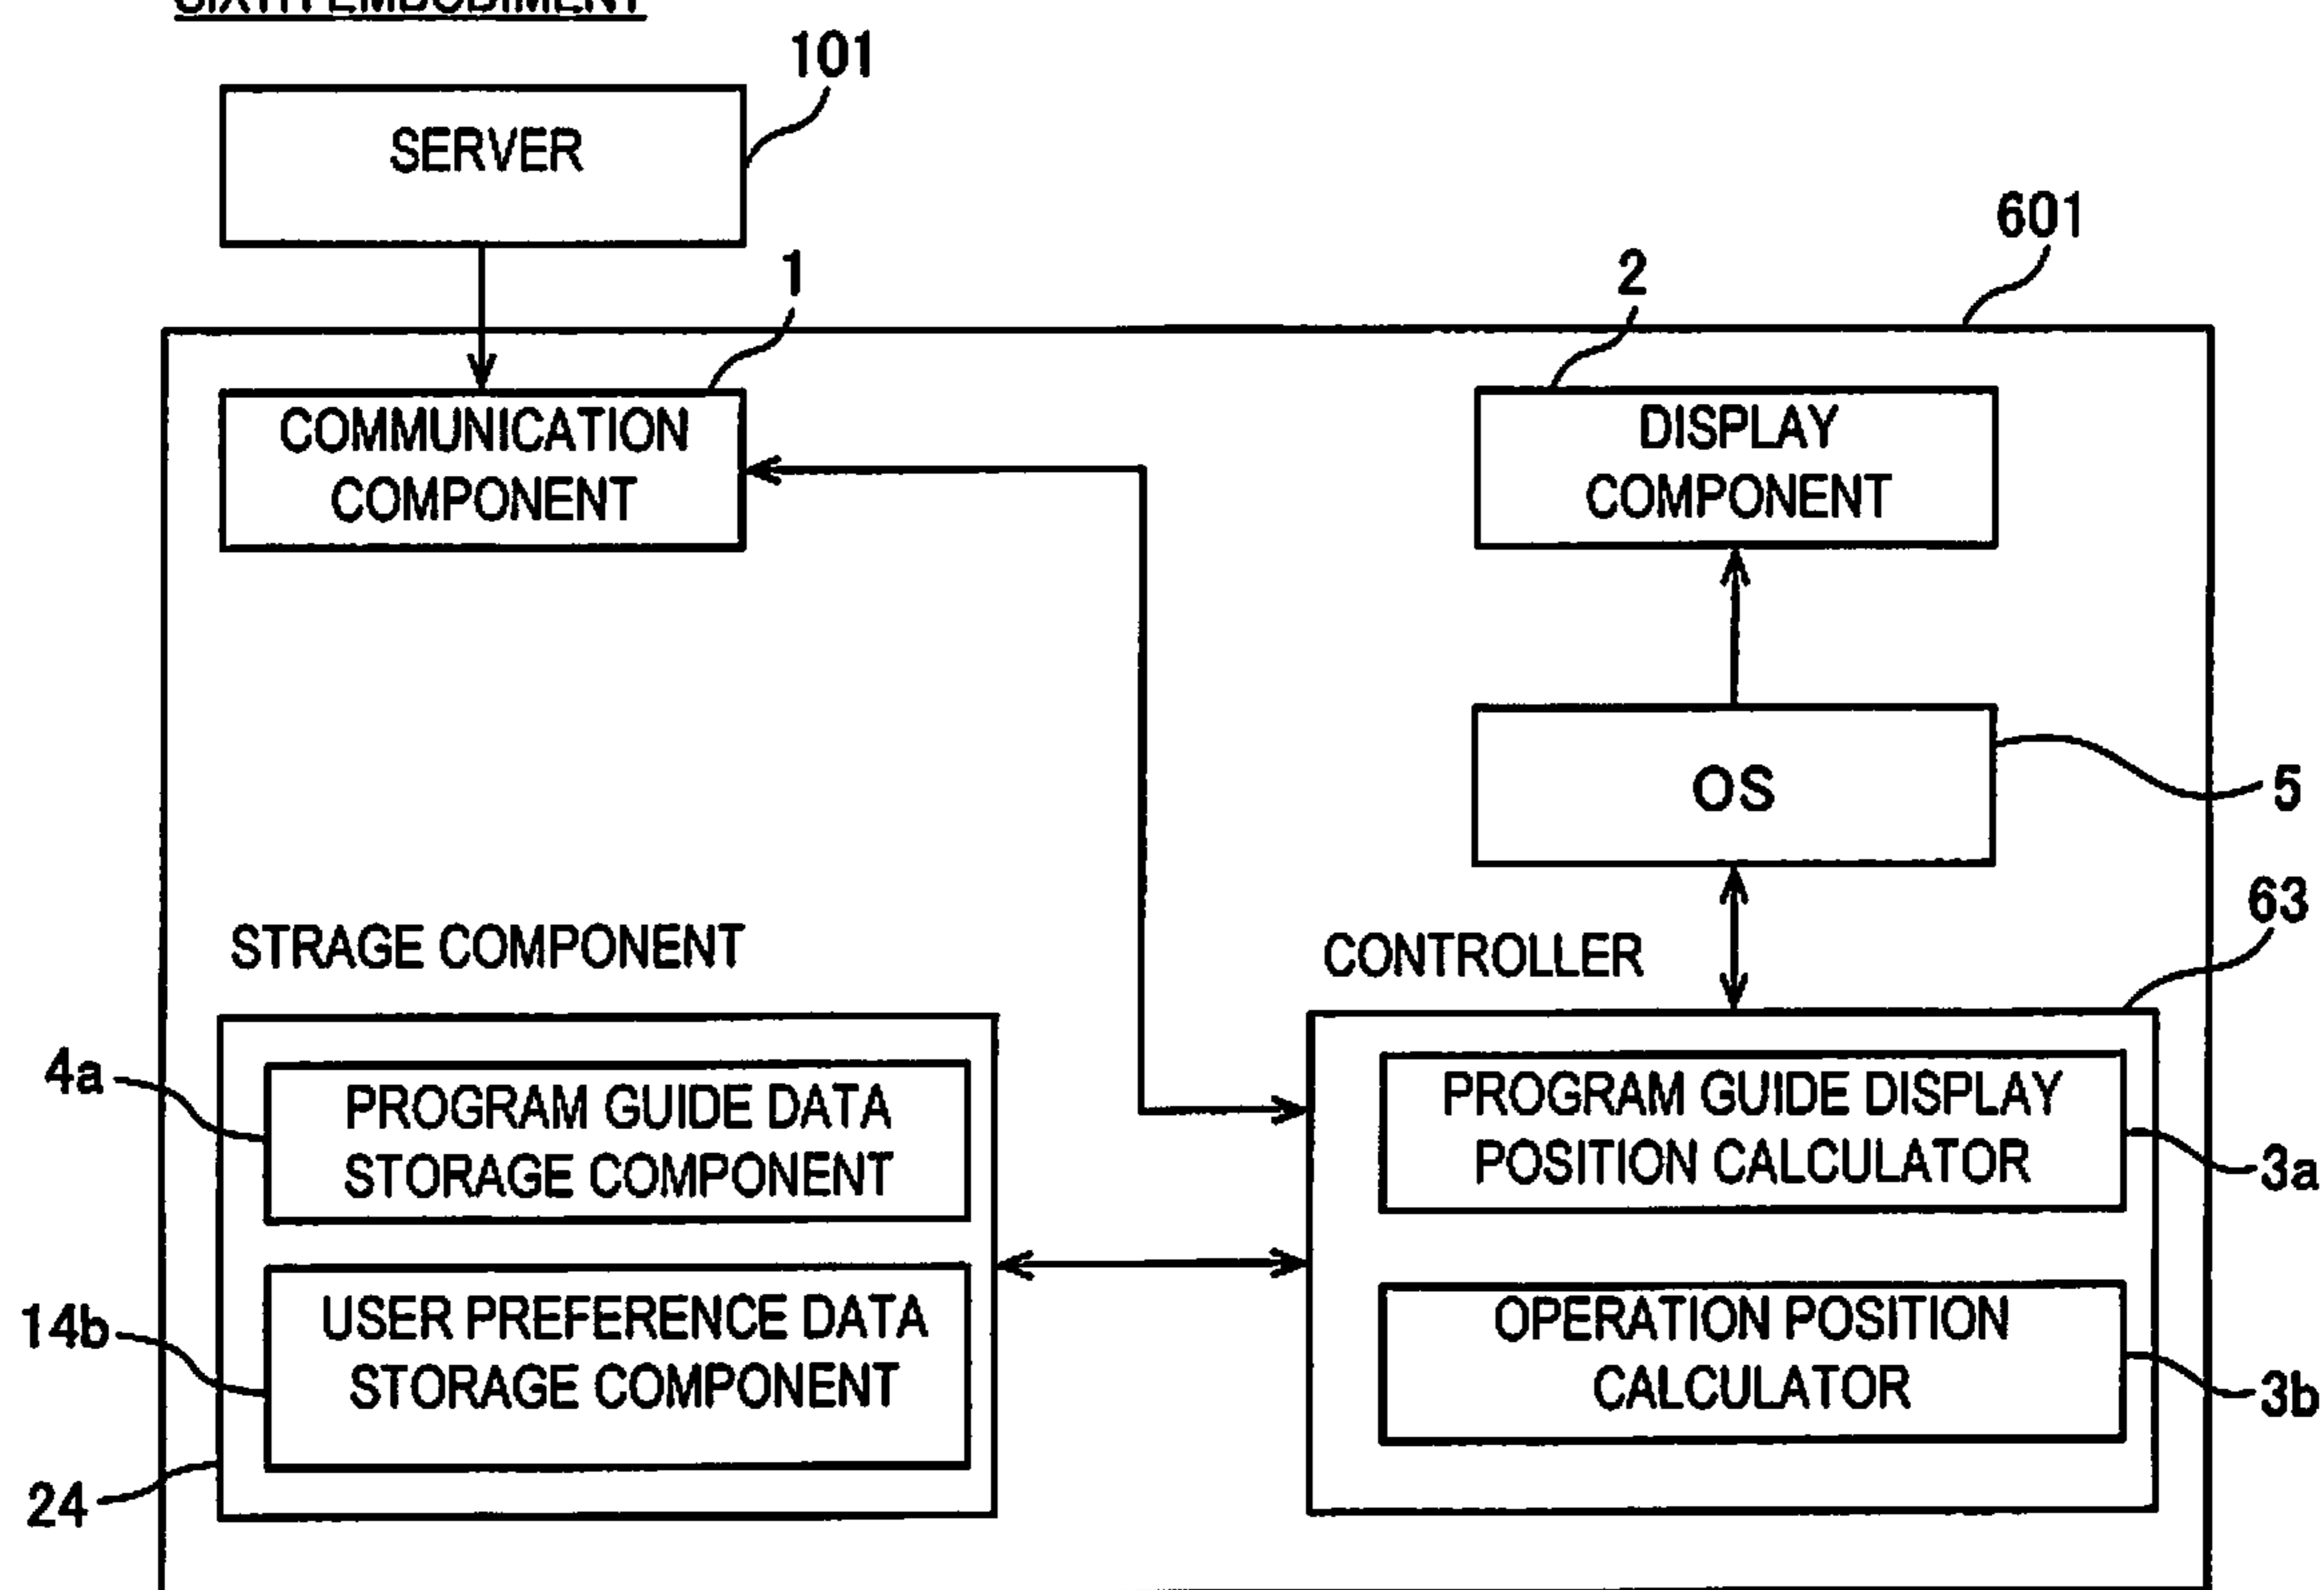 SIXTH EMBODIMENT
101
SERVER
601
1
2
COMMUNICATION
COMPONENT
DISPLAY
COMPONENT
OS
5
63
STRAGE COMPONENT
CONTROLLER
4a
PROGRAM GUIDE DATA
STORAGE COMPONENT
PROGRAM GUIDE DISPLAY
POSITION CALCULATOR
3a
14b
USER PREFERENCE DATA
STORAGE COMPONENT
OPERATION POSITION
CALCULATOR
3b
24